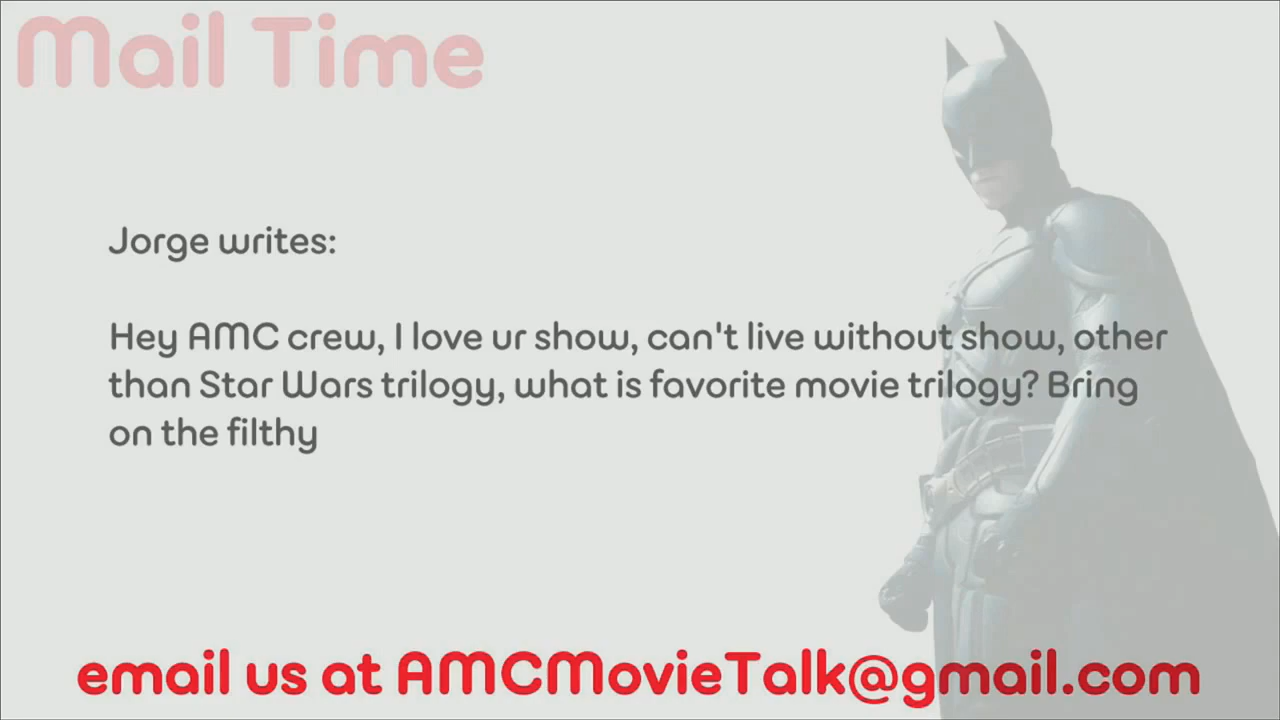 Mail Time
Jorge writes:
Hey AMC crew, I love ur show, can't live without show, other
than Star Wars trilogy, what is favorite movie trilogy? Bring
on the filthy
email us at AMCMovieTalk@gmail.com